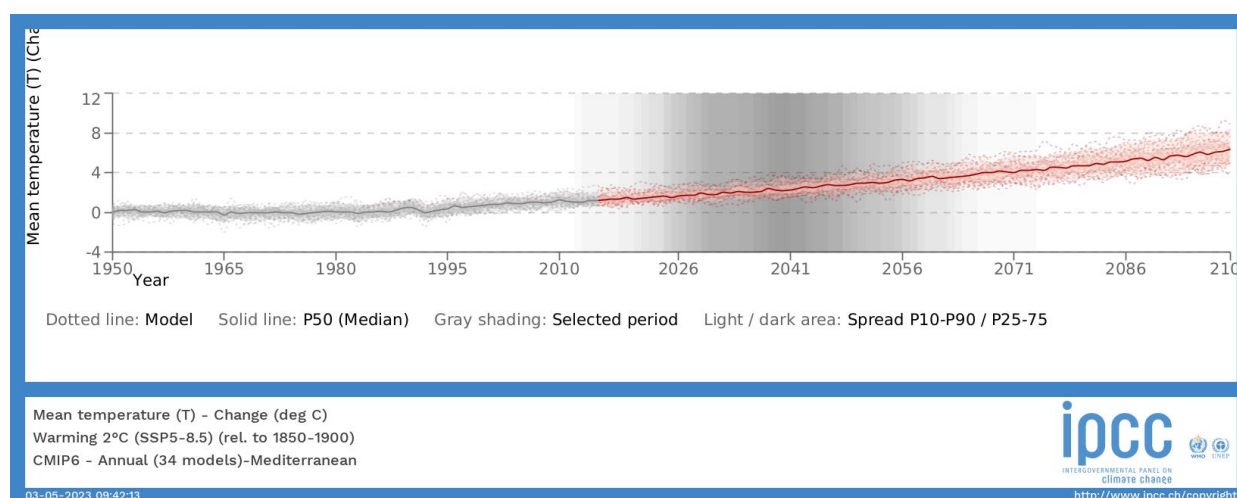 Mean temperature (T) (Cha
12
8
4
0
-4
1950 1965 1980 1995 2010 2026 2041 2056 2071 2086 210
Year
Dotted line: Model Solid line: P50 (Median) Gray shading: Selected period Light / dark area: Spread P10-P90 / P25-75
Mean temperature (T) - Change (deg C)
Warming 2°C (SSP5-8.5) (rel. to 1850-1900)
CMIP6 - Annual (34 models)-Mediterranean
ipcc
INTERGOVERNMENTAL PANEL ON
climate change
WMO UNEP
03-05-2023 09:42:13
http://www.ipcc.ch/copyright